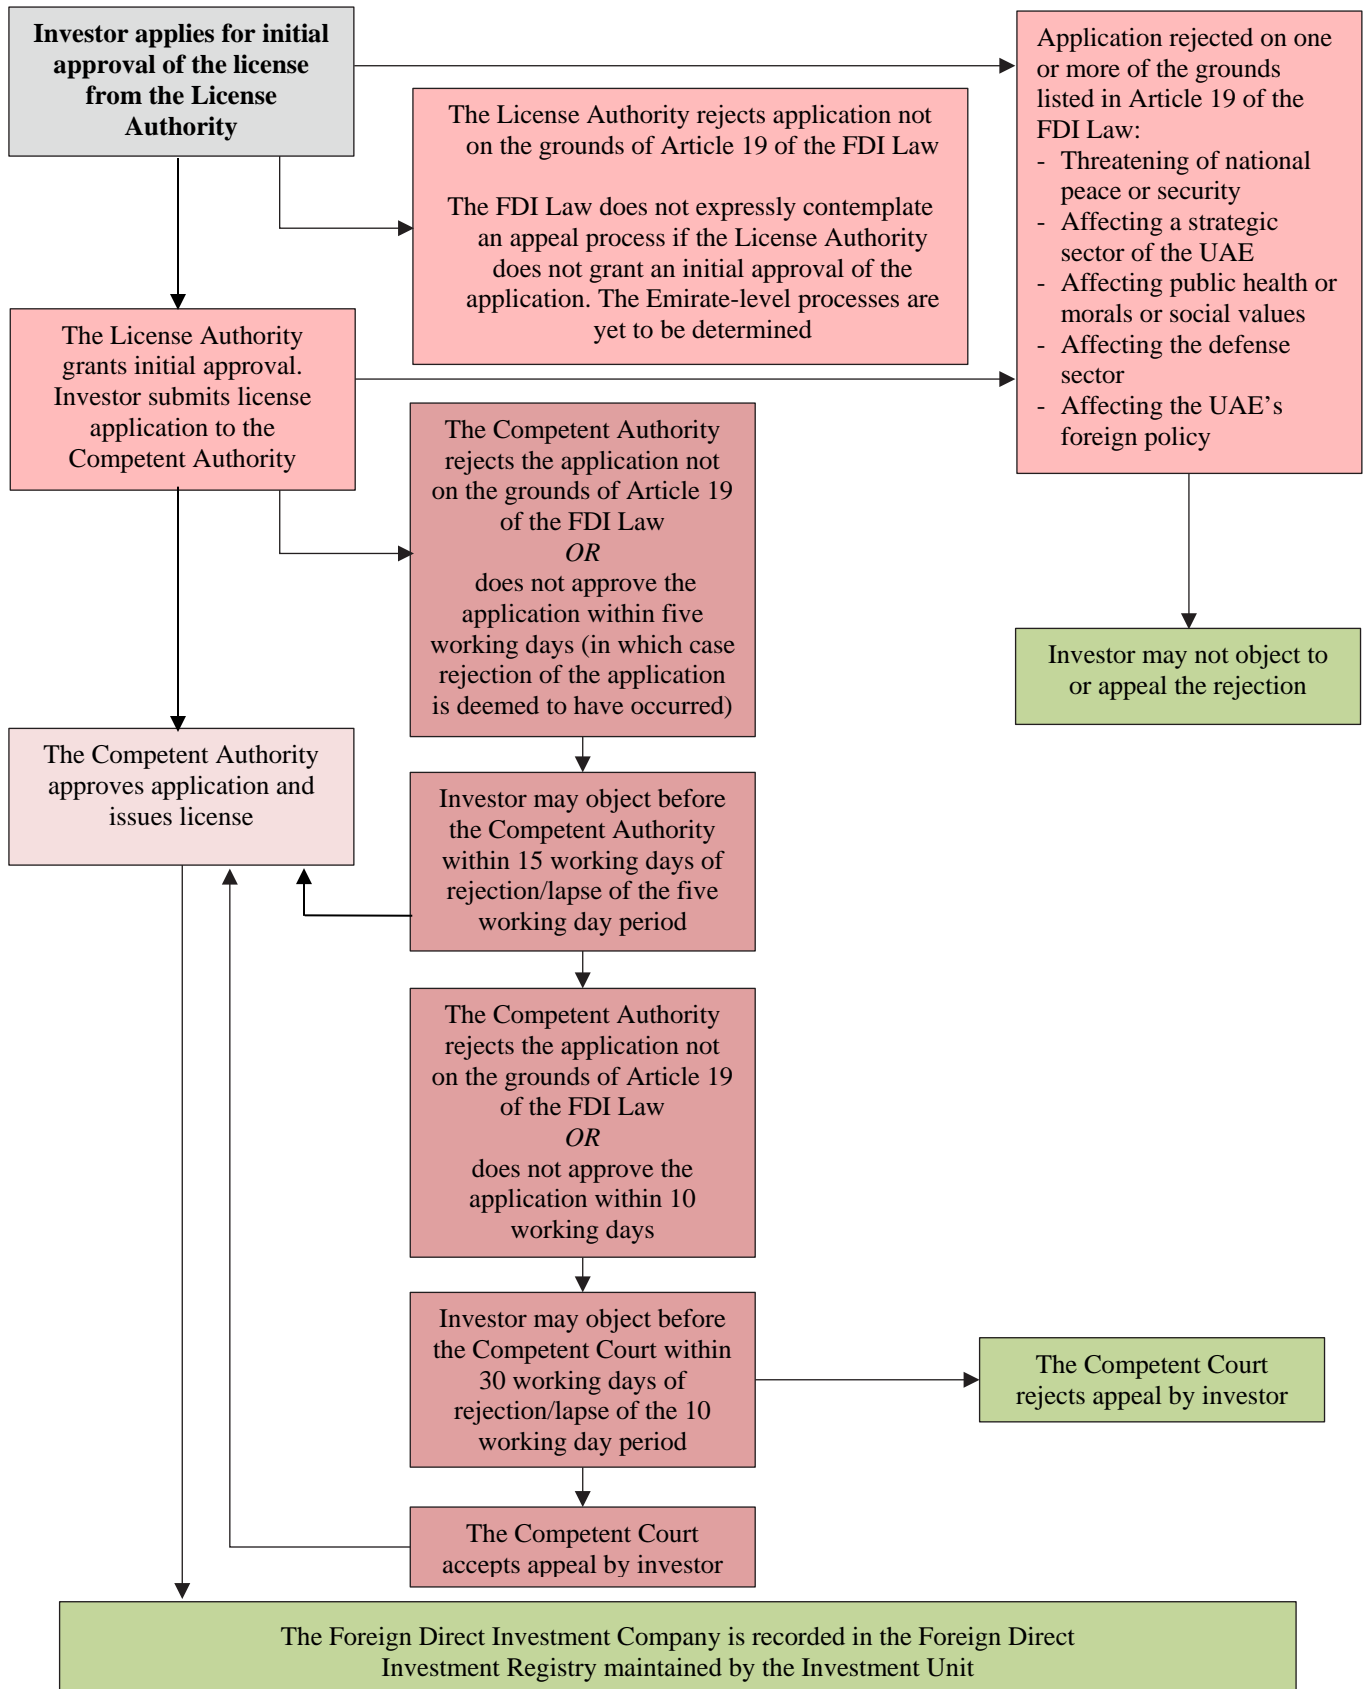 Investor applies for initial
approval of the license
from the License
Authority
Application rejected on one
or more of the grounds
listed in Article 19 of the
FDI Law:
- Threatening of national
peace or security
- Affecting a strategic
sector of the UAE
- Affecting public health or
morals or social values
- Affecting the defense
sector
- Affecting the UAE’s
foreign policy
The License Authority rejects application not
on the grounds of Article 19 of the FDI Law
The FDI Law does not expressly contemplate
an appeal process if the License Authority
does not grant an initial approval of the
application. The Emirate-level processes are
yet to be determined
The License Authority
grants initial approval.
Investor submits license
application to the
Competent Authority
The Competent Authority
rejects the application not
on the grounds of Article 19
of the FDI Law
OR
does not approve the
application within five
working days (in which case
rejection of the application
is deemed to have occurred)
Investor may not object to
or appeal the rejection
The Competent Authority
approves application and
issues license
Investor may object before
the Competent Authority
within 15 working days of
rejection/lapse of the five
working day period
The Competent Authority
rejects the application not
on the grounds of Article 19
of the FDI Law
OR
does not approve the
application within 10
working days
Investor may object before
the Competent Court within
30 working days of
rejection/lapse of the 10
working day period
The Competent Court
rejects appeal by investor
The Competent Court
accepts appeal by investor
The Foreign Direct Investment Company is recorded in the Foreign Direct
Investment Registry maintained by the Investment Unit